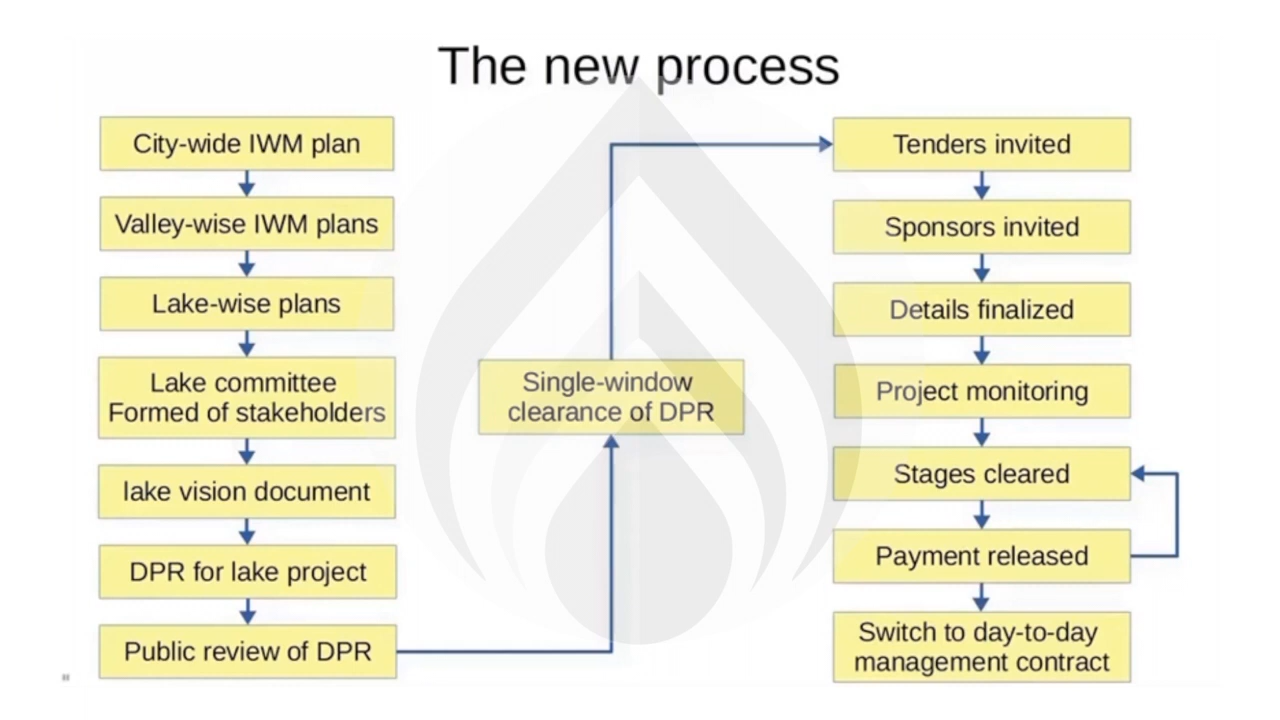 The new process
City-wide IWM plan
Valley-wise IWM plans
Lake-wise plans
Lake committee
Formed of stakeholders
lake vision document
DPR for lake project
Public review of DPR
Single-window
clearance of DPR
Tenders invited
Sponsors invited
Details finalized
Project monitoring
Stages cleared
Payment released
Switch to day-to-day
management contract